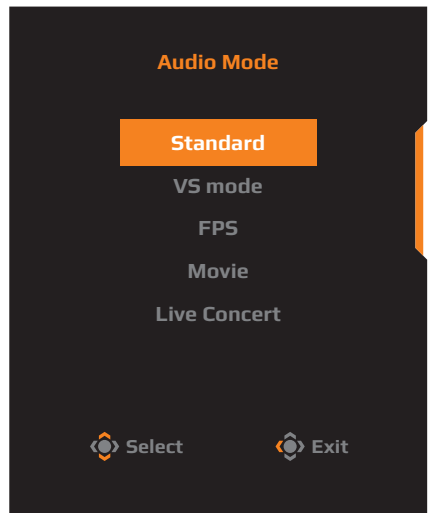 Audio Mode
Standard
VS mode
FPS
Movie
Live Concert
Select Exit